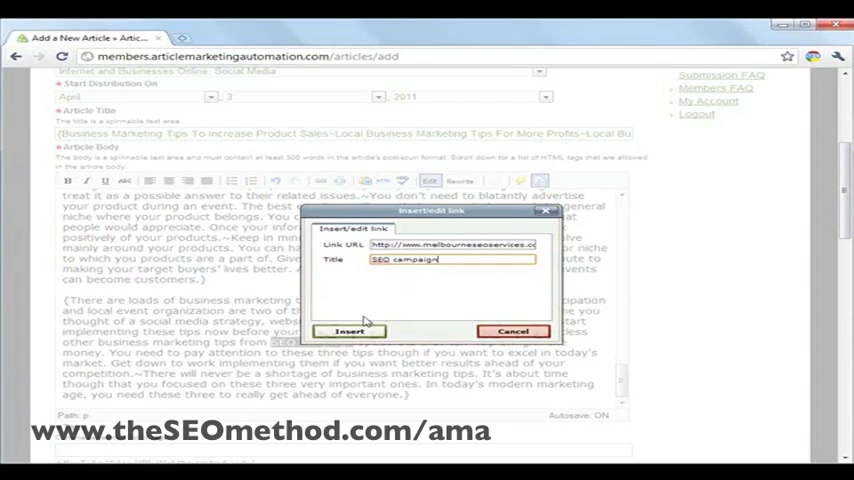 Add a New Article » Artic...
members.articlemarketingautomation.com/articles/add
Internet and Businesses Online: Social Media
Submission FAQ
Start Distribution On
Members FAQ
April
3
2011
My Account
Article Title
Logout
The title is a spinnable text area.
{Business Marketing Tips To Increase Product Sales~Local Business Marketing Tips For More Profits~Local Bu
Article Body
The body is a spinnable text area and must contain at least 300 words in the article's post-spun format. Scroll down for a list of HTML tags that are allowed
in the article body.
B I U ABC
HTML
Edit
Rewrite
treat it as a possible answer to their related issues.~You don't need to blatantly advertise
your product during an event. The best
general
niche where your product belongs. You c
that
people would appreciate. Once your
positively of your products.~Keep in min
mainly around your products. You can h
or niche
to which you products are a part of. Giv
to
making your target buyers' lives better. A
events
can become customers.}
{There are loads of business marketing t
and local event organization are two of t
you
thought of a social media strategy, webs
start
implementing these tips now before your
other business marketing tips from SEO
money. You need to pay attention to these three tips though if you want to excel in today's
market. Get down to work implementing them if you want better results ahead of your
competition.~There will never be a shortage of business marketing tips. It's about time
though that you focused on these three very important ones. In today's modern marketing
age, you need these three to really get ahead of everyone.}
Insert/edit link
Insert/edit link
Link URL http://www.melbourneseoservices.co
Title SEO campaign
Insert
Cancel
Path: p
Autosave: ON
www.theSEOmethod.com/ama